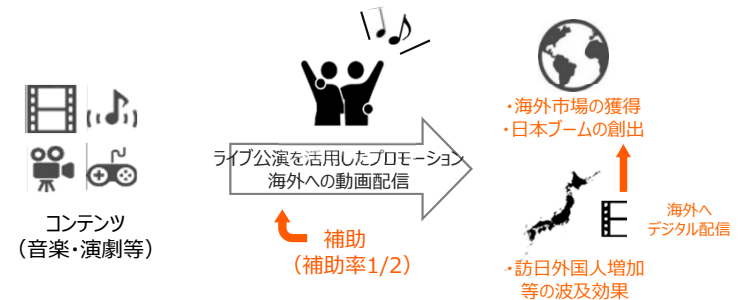 コンテンツ
（音楽・演劇等）
ライブ公演を活用したプロモーション
海外への動画配信
補助
（補助率1/2）
・海外市場の獲得
・日本ブームの創出
海外へ
デジタル配信
・訪日外国人増加
等の波及効果